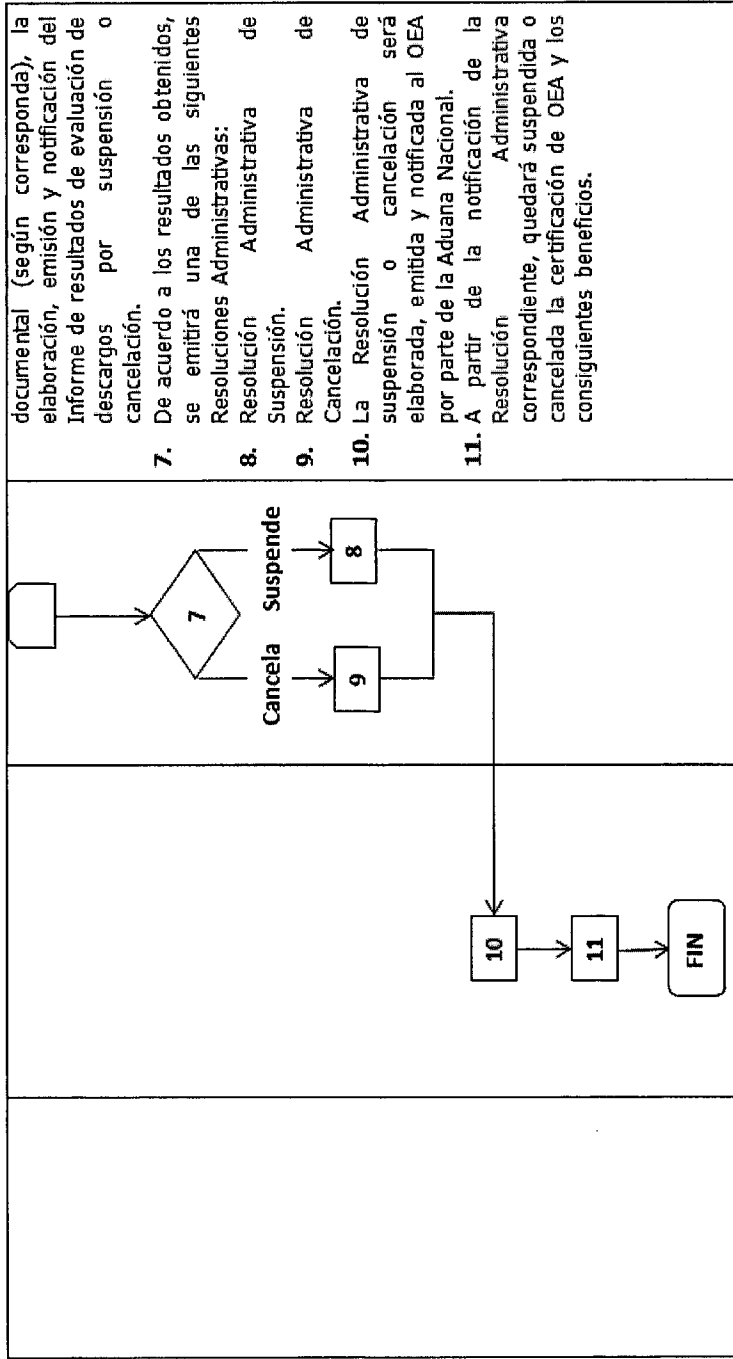 7
Cancela Suspende
9 8
10
11
FIN
documental (según corresponda), la
elaboración, emisión y notificación del
Informe de resultados de evaluación de
descargos por suspensión o
cancelación.
7. De acuerdo a los resultados obtenidos,
se emitirá una de las siguientes
Resoluciones Administrativas:
8. Resolución Administrativa de
Suspensión.
9. Resolución Administrativa de
Cancelación.
10. La Resolución Administrativa de
suspensión o cancelación será
elaborada, emitida y notificada al OEA
por parte de la Aduana Nacional.
11. A partir de la notificación de la
Resolución Administrativa
correspondiente, quedará suspendida o
cancelada la certificación de OEA y los
consiguientes beneficios.